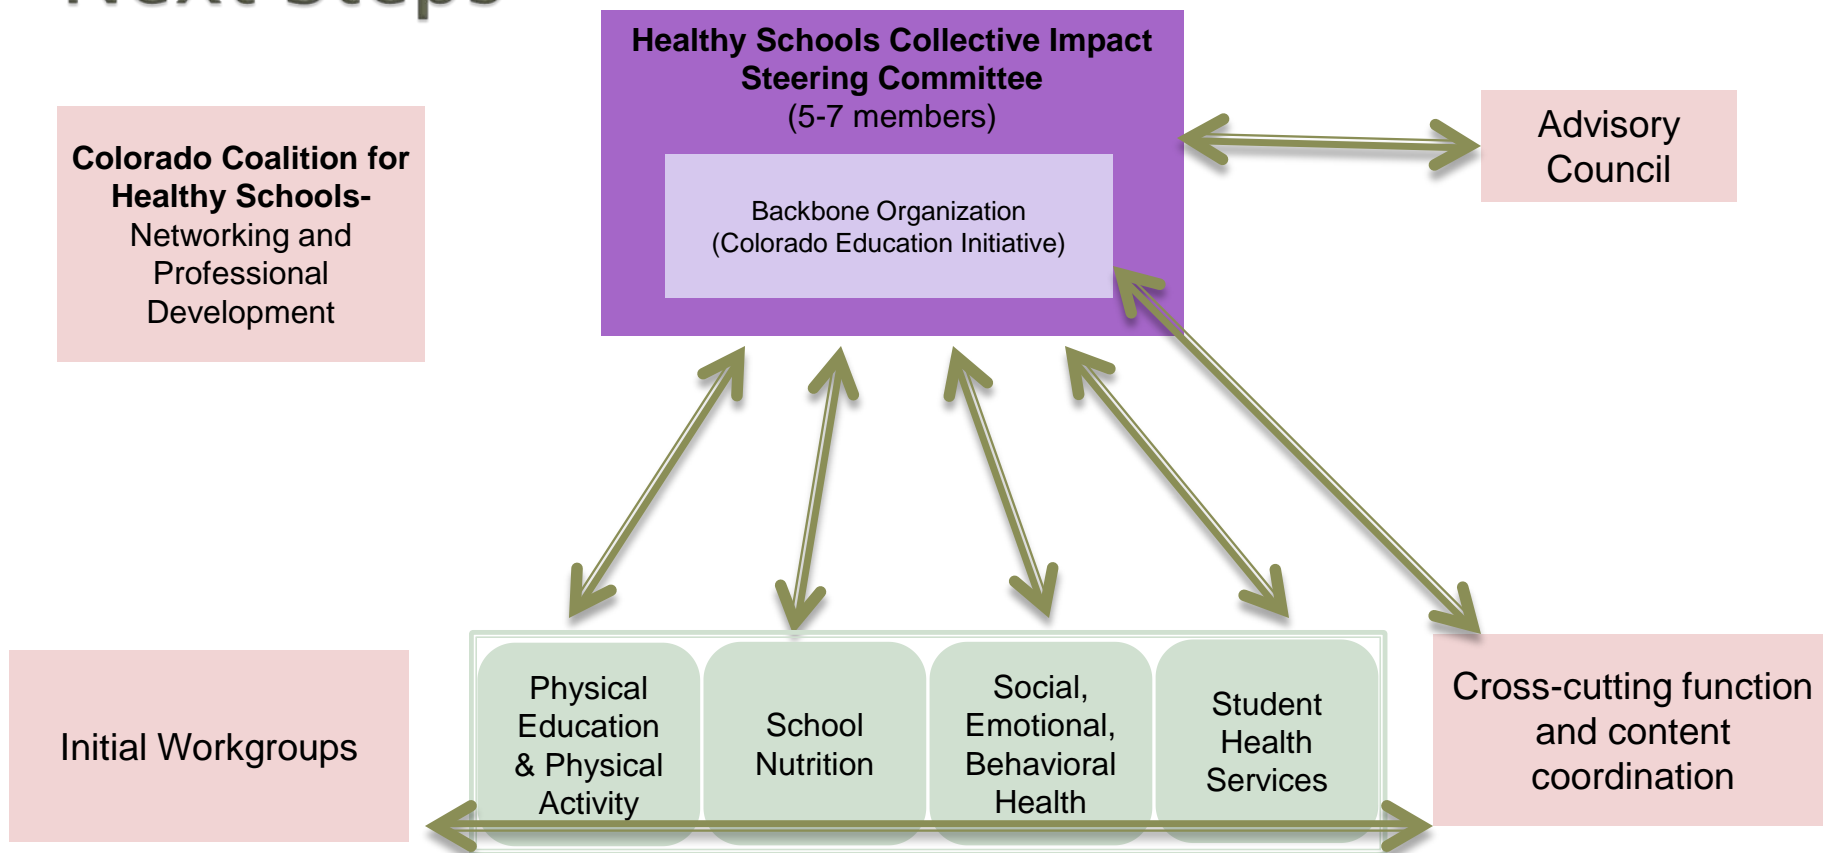 Next Steps
Healthy Schools Collective Impact
Steering Committee
(5-7 members)
Backbone Organization
(Colorado Education Initiative)
Advisory
Council
Colorado Coalition for
Healthy Schools-
Networking and
Professional
Development
Initial Workgroups
Physical
Education
& Physical
Activity
School
Nutrition
Social,
Emotional,
Behavioral
Health
Student
Health
Services
Cross-cutting function
and content
coordination